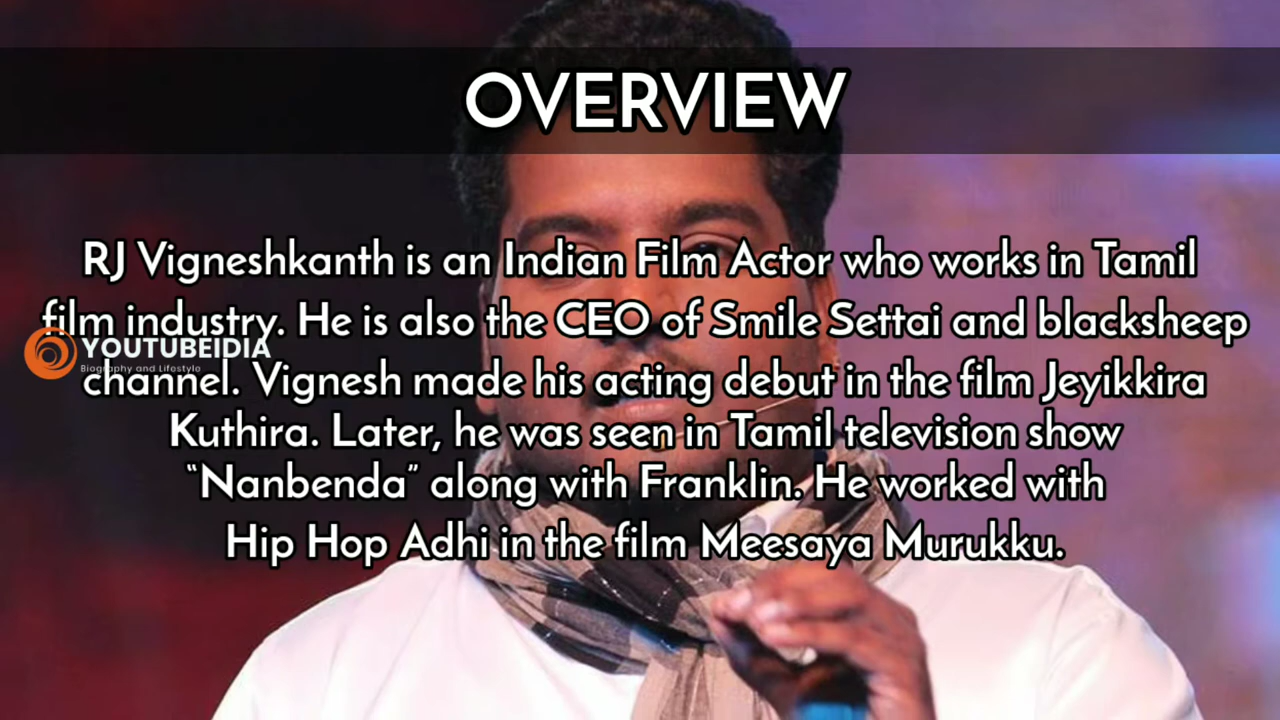 OVERVIEW
RJ Vigneshkanth is an Indian Film Actor who works in Tamil
film industry. He is also the CEO of Smile Settai and blacksheep
YOUTUBEIDIA
Biography and Lifestyle
channel. Vignesh made his acting debut in the film Jeyikkira
Kuthira. Later, he was seen in Tamil television show
“Nanbenda” along with Franklin. He worked with
Hip Hop Adhi in the film Meesaya Murukku.